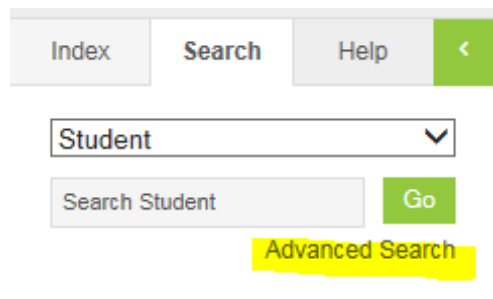 Index Search Help <
Student
Search Student Go
Advanced Search